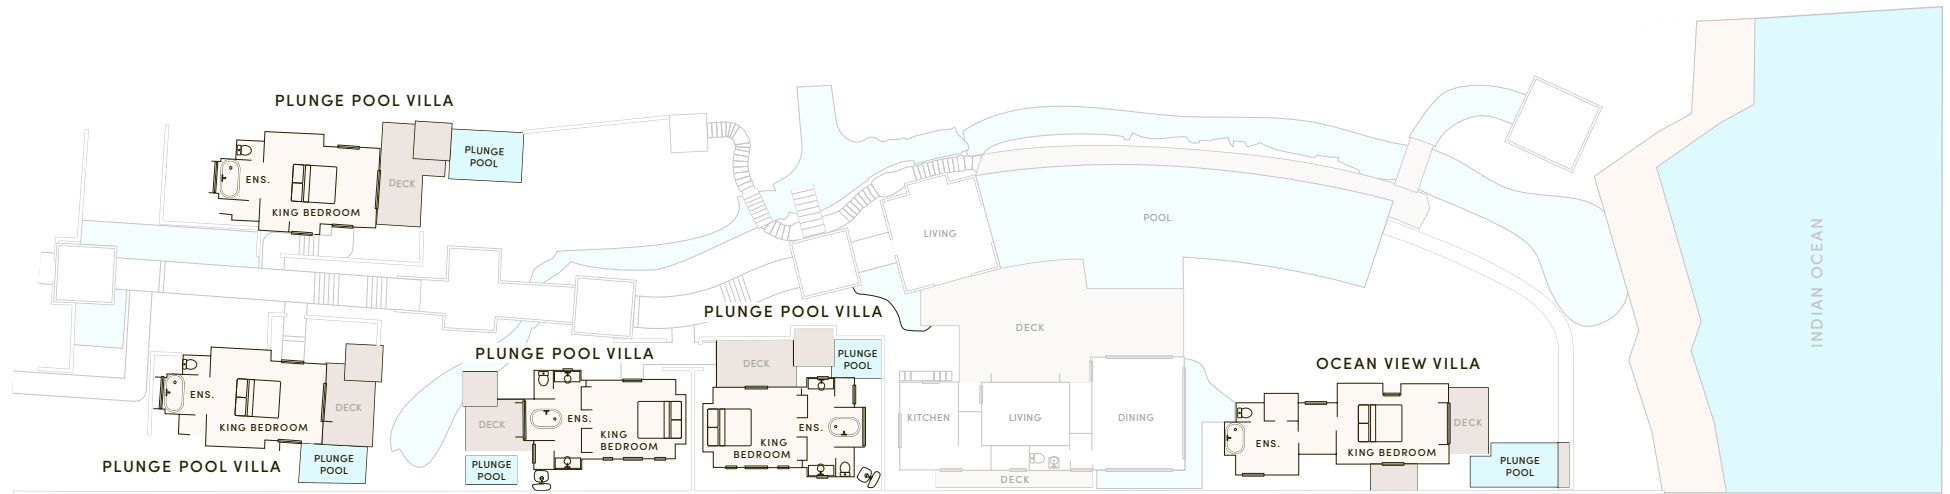 PLUNGE POOL VILLA
PLUNGE
POOL
ENS.
DECK
KING BEDROOM
POOL
LIVING
INDIAN OCEAN
PLUNGE POOL VILLA
DECK
PLUNGE POOL VILLA
DECK
PLUNGE
POOL
OCEAN VIEW VILLA
ENS.
DECK
KING BEDROOM
PLUNGE
POOL
PLUNGE POOL VILLA
DECK
ENS.
KING
BEDROOM
PLUNGE
POOL
ENS.
KING
BEDROOM
KITCHEN
LIVING
DINING
DECK
ENS.
DECK
KING BEDROOM
PLUNGE
POOL